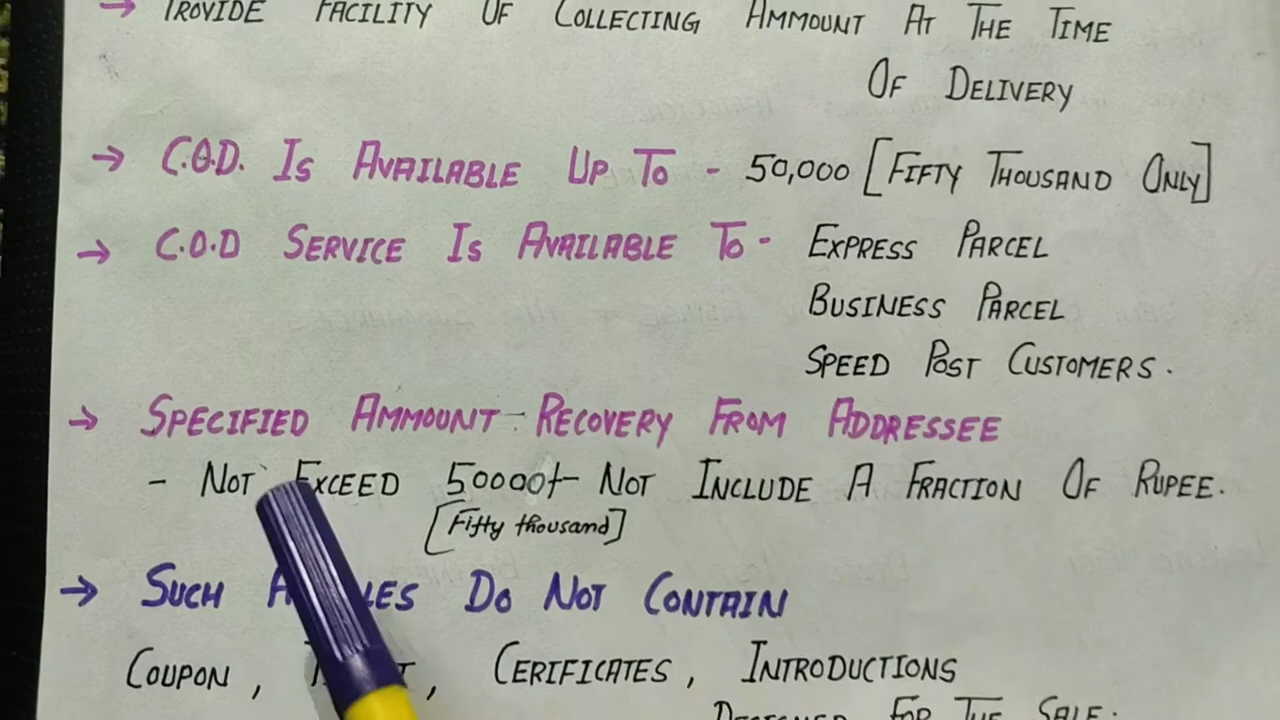 → PROVIDE FACILITY OF COLLECTING AMMOUNT AT THE TIME
OF DELIVERY
→ C.O.D. IS AVAILABLE UP TO - 50,000 [FIFTY THOUSAND ONLY]
→ C.O.D SERVICE IS AVAILABLE TO - EXPRESS PARCEL
BUSINESS PARCEL
SPEED POST CUSTOMERS.
→ SPECIFIED AMMOUNT - RECOVERY FROM ADDRESSEE
- NOT EXCEED 50000/- NOT INCLUDE A FRACTION OF RUPEE.
[Fifty thousand]
→ SUCH DO NOT CONTAIN
COUPON, , CERIFICATES, INTRODUCTIONS
DESIGNED FOR THE SALE.